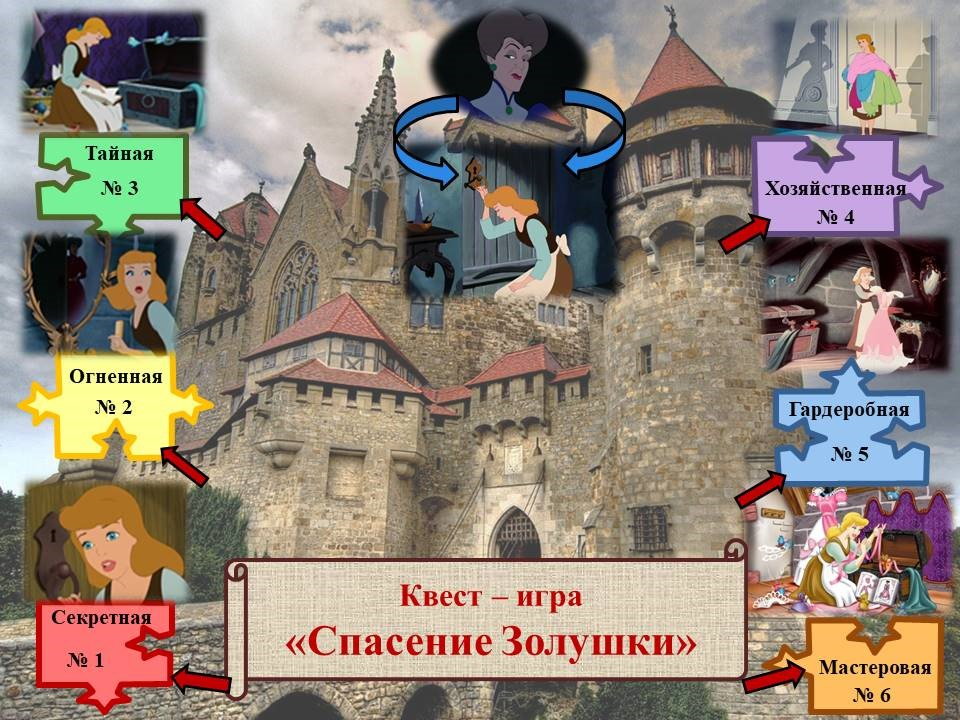 Тайная
№ 3
Хозяйственная
№ 4
Огненная
№ 2
Гардеробная
№ 5
Секретная
№ 1
Квест – игра
«Спасение Золушки»
Мастеровая
№ 6